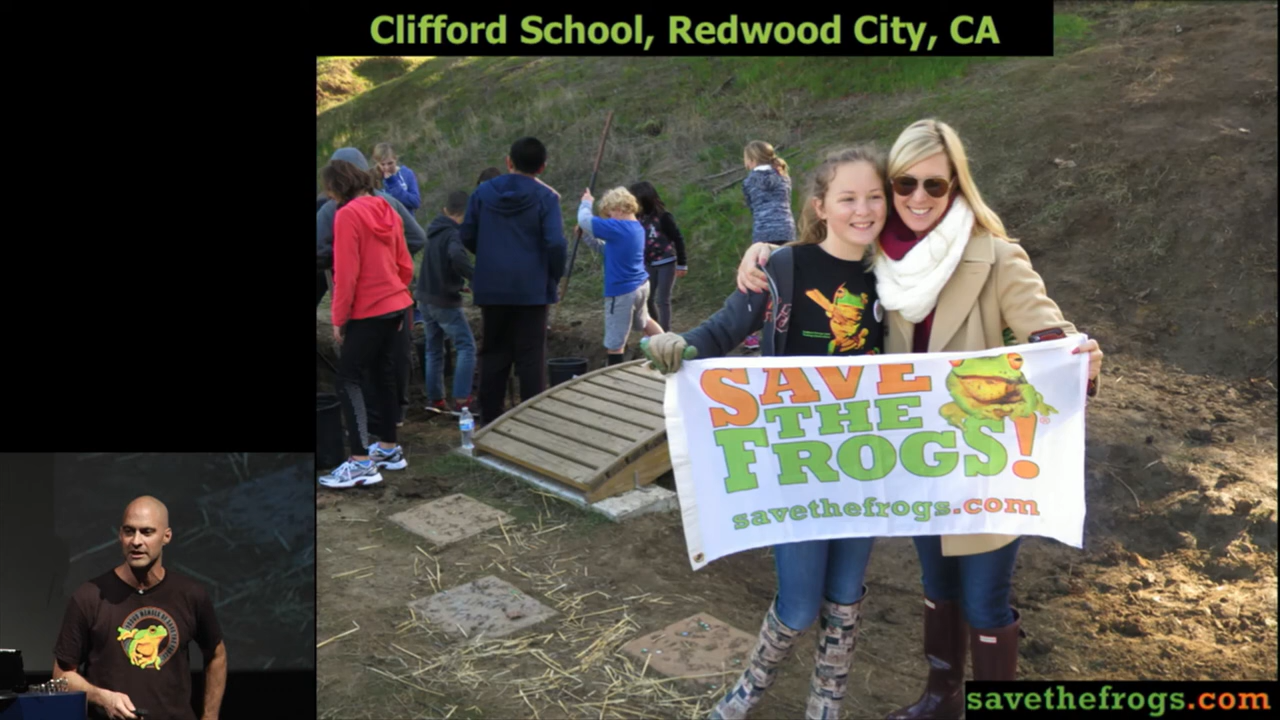 Clifford School, Redwood City, CA
SAVE
THE
FROGS!
savethefrogs.com
savethefrogs.com